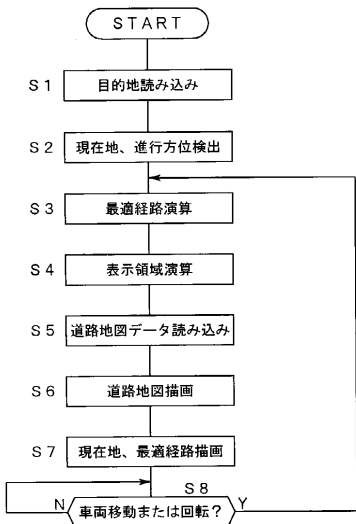 START
S1 目的地読み込み
S2 現在地、進行方位検出
S3 最適経路演算
S4 表示領域演算
S5 道路地図データ読み込み
S6 道路地図描画
S7 現在地、最適経路描画
S8
N 車両移動または回転？ Y